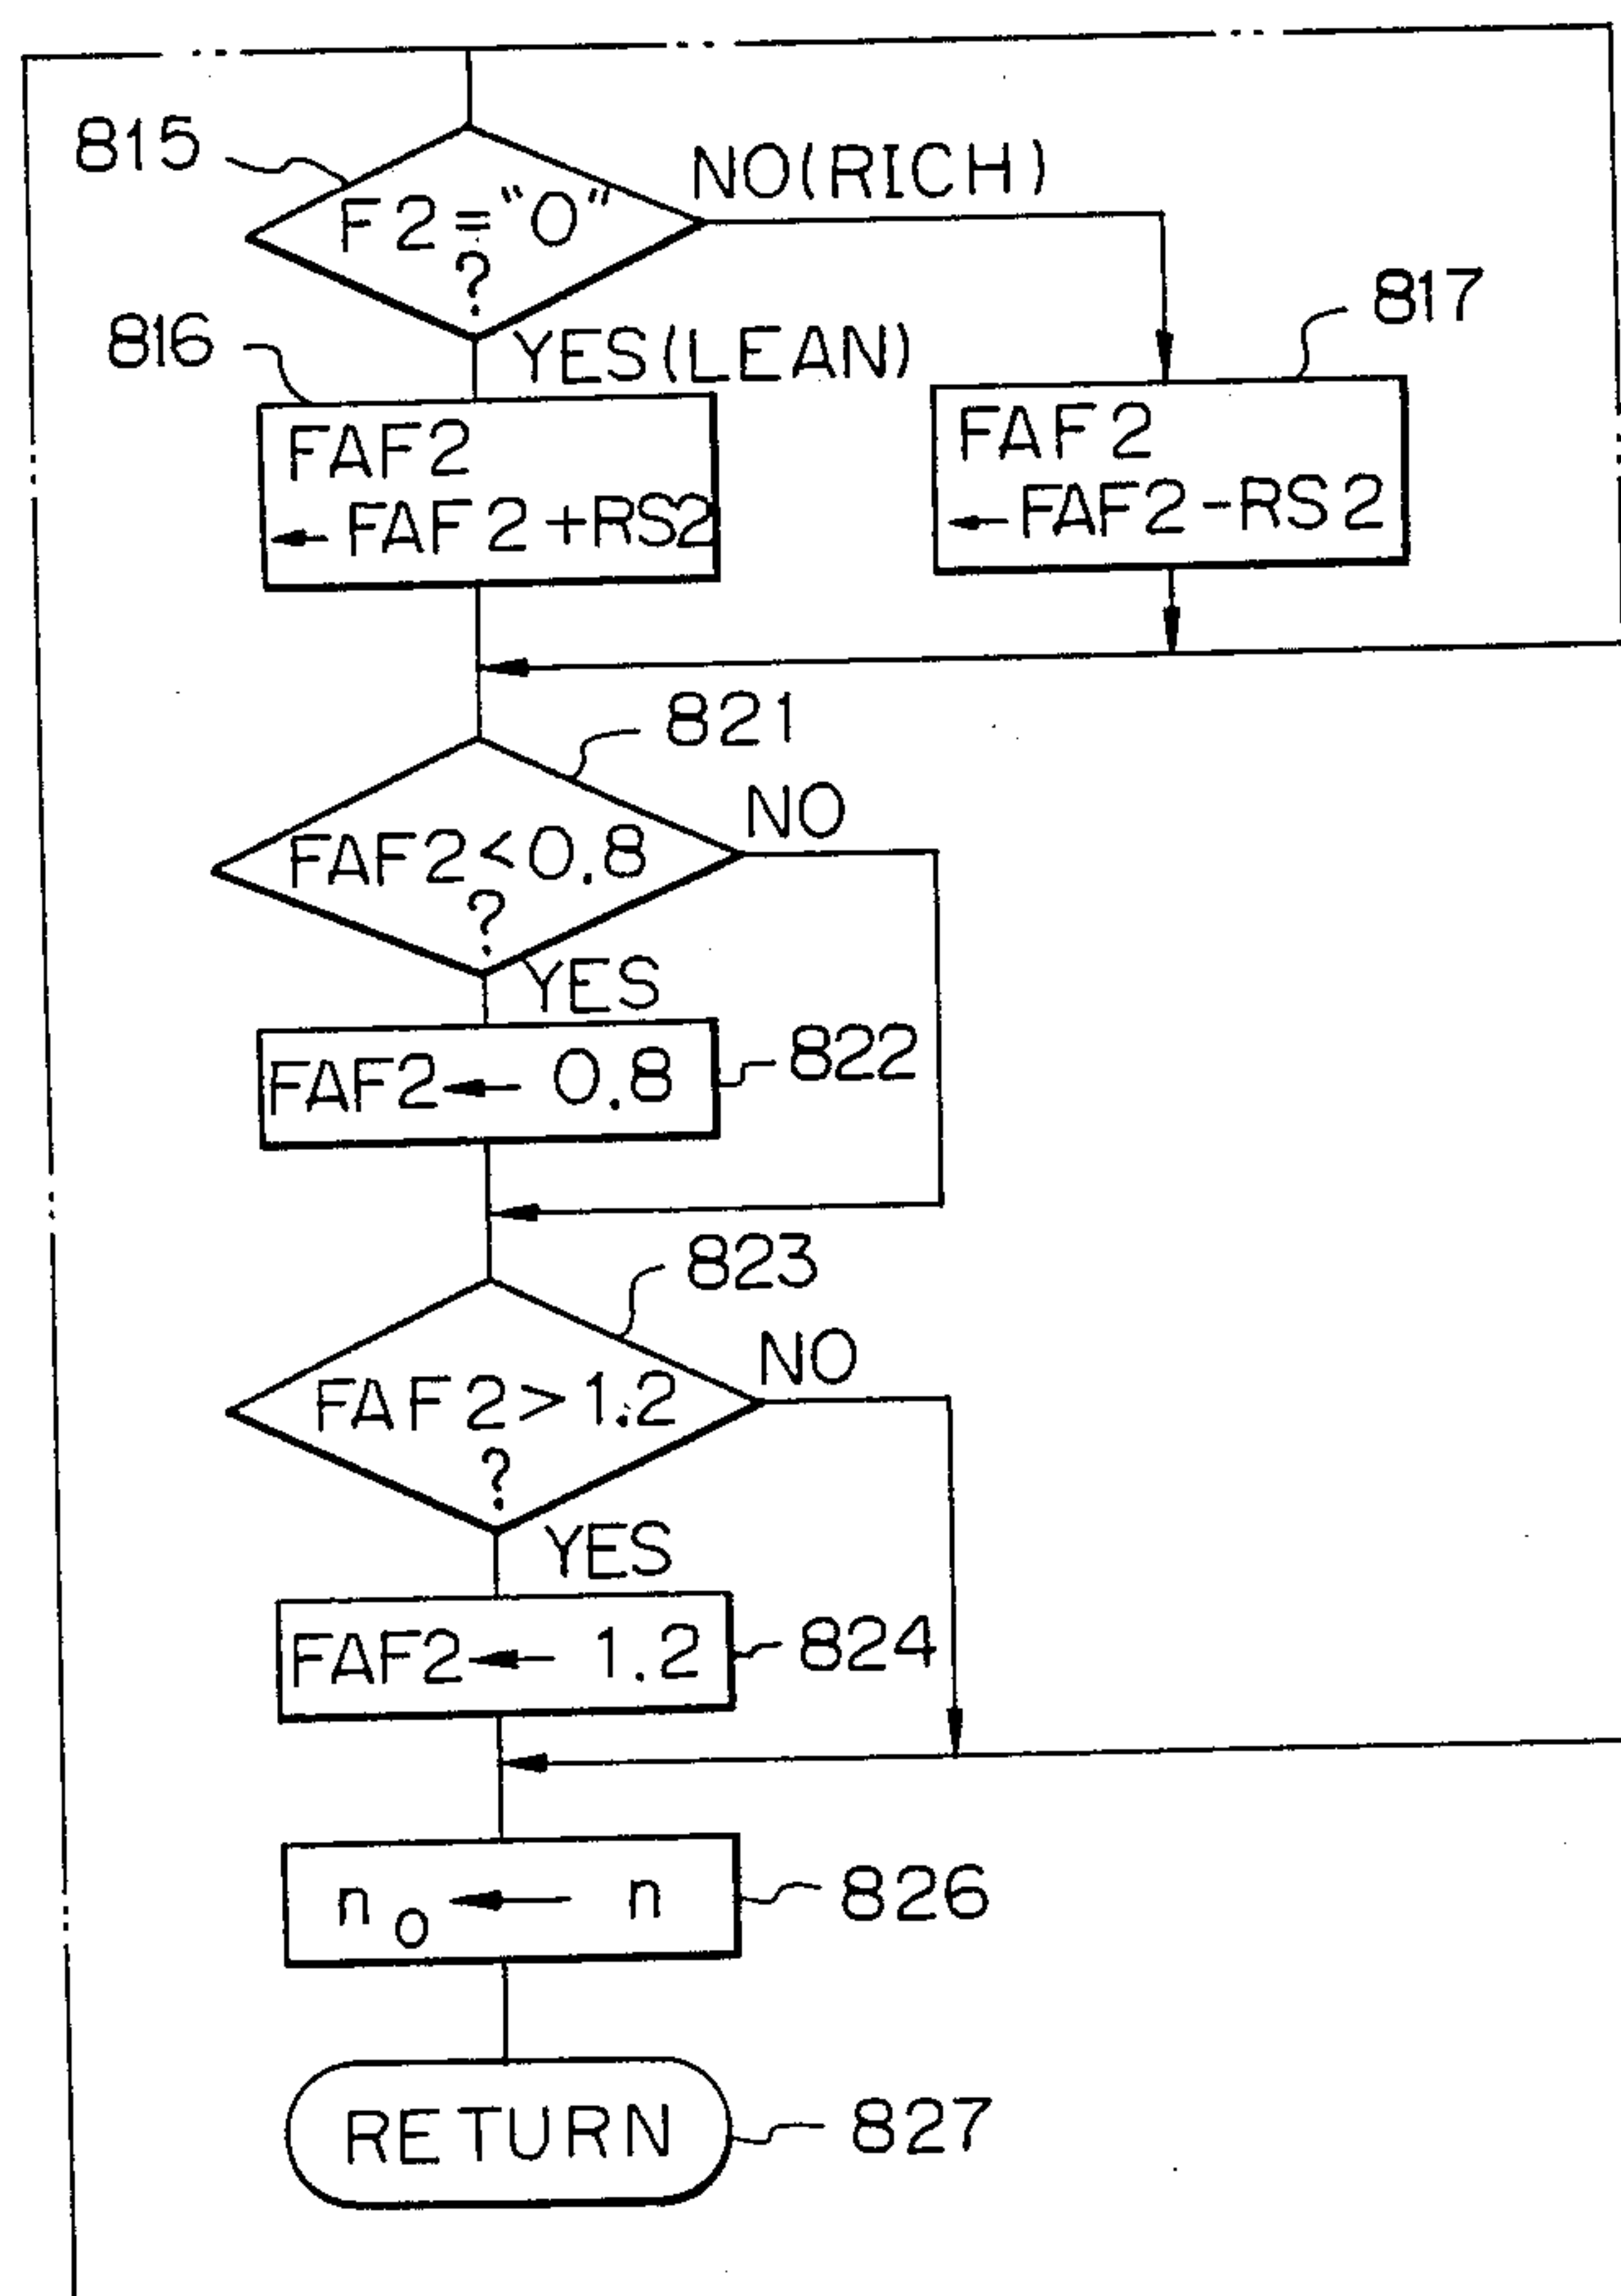 815
F2="0"
?
NO(RICH)
YES(LEAN)
816
FAF2
← FAF2+RS2
817
FAF2
← FAF2-RS2
821
FAF2<0.8
?
NO
YES
FAF2 ← 0.8
822
823
FAF2>1.2
?
NO
YES
FAF2 ← 1.2
824
n₀ ← n
826
RETURN
827